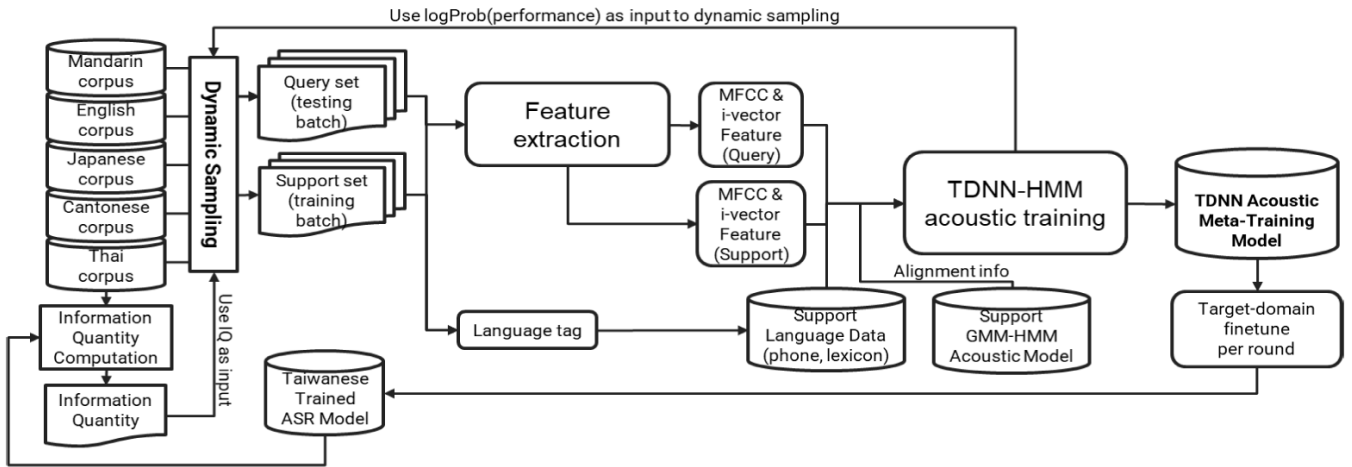 Use logProb(performance) as input to dynamic sampling
Mandarin
corpus
English
corpus
Japanese
corpus
Cantonese
corpus
Thai
corpus
Dynamic Sampling
Query set
(testing
batch)
Support set
(training
batch)
Feature
extraction
MFCC &
i-vector
Feature
(Query)
MFCC &
i-vector
Feature
(Support)
TDNN-HMM
acoustic training
TDNN Acoustic
Meta-Training
Model
Alignment info
Information
Quantity
Computation
Use IQ as input
Language tag
Support
Language Data
(phone, lexicon)
Support
GMM-HMM
Acoustic Model
Target-domain
finetune
per round
Information
Quantity
Taiwanese
Trained
ASR Model